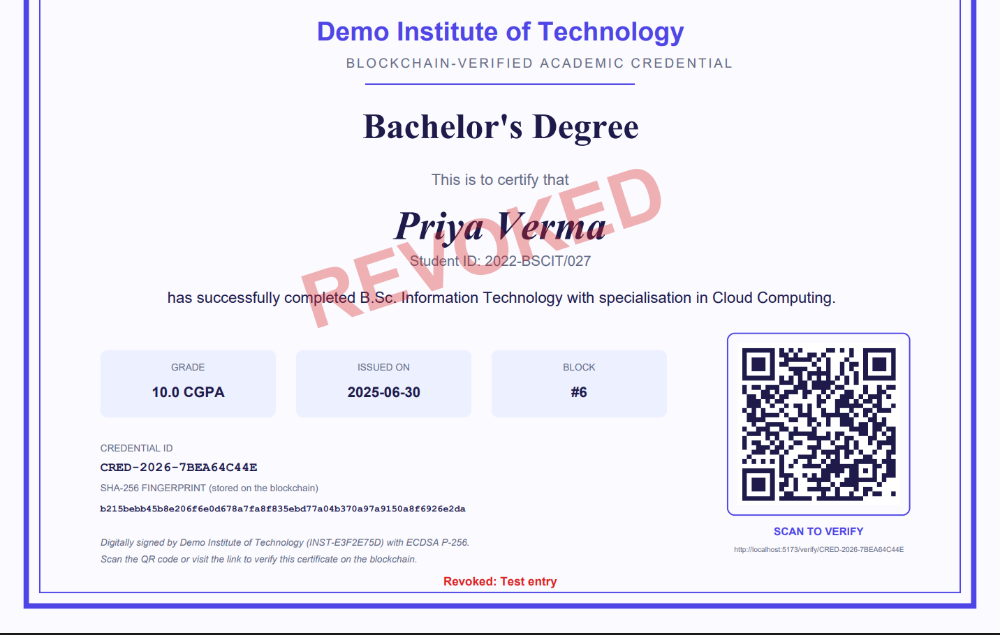 Demo Institute of Technology
BLOCKCHAIN-VERIFIED ACADEMIC CREDENTIAL
Bachelor's Degree
This is to certify that
Priya Verma
REVOKED
Student ID: 2022-BSCIT/027
has successfully completed B.Sc. Information Technology with specialisation in Cloud Computing.
GRADE
10.0 CGPA
ISSUED ON
2025-06-30
BLOCK
#6
CREDENTIAL ID
CRED-2026-7BEA64C44E
SHA-256 FINGERPRINT (stored on the blockchain)
b215bebb45b8e206f6e0d678a7fa8f835ebd77a04b370a97a9150a8f6926e2da
Digitally signed by Demo Institute of Technology (INST-E3F2E75D) with ECDSA P-256.
Scan the QR code or visit the link to verify this certificate on the blockchain.
SCAN TO VERIFY
http://localhost:5173/verify/CRED-2026-7BEA64C44E
Revoked: Test entry